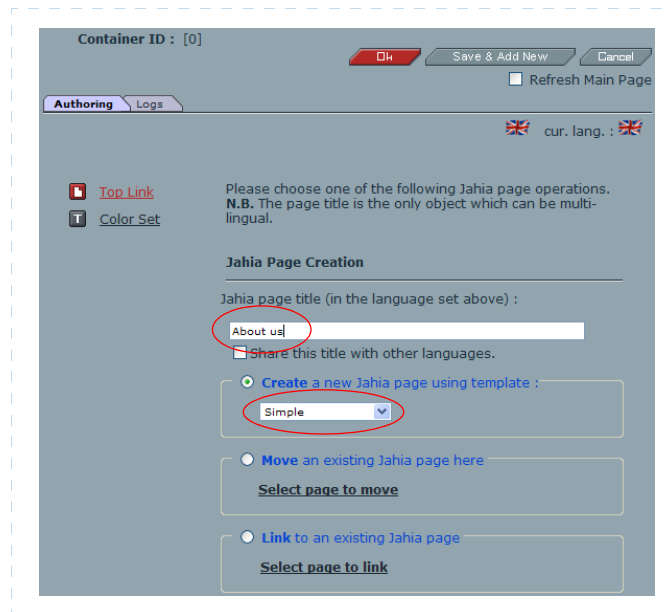 Container ID : [0]
Ok Save & Add New Cancel
Refresh Main Page
Authoring Logs
cur. lang. :
Top Link
Color Set
Please choose one of the following Jahia page operations.
N.B. The page title is the only object which can be multi-
lingual.
Jahia Page Creation
Jahia page title (in the language set above) :
About us
Share this title with other languages.
Create a new Jahia page using template :
Simple
Move an existing Jahia page here
Select page to move
Link to an existing Jahia page
Select page to link